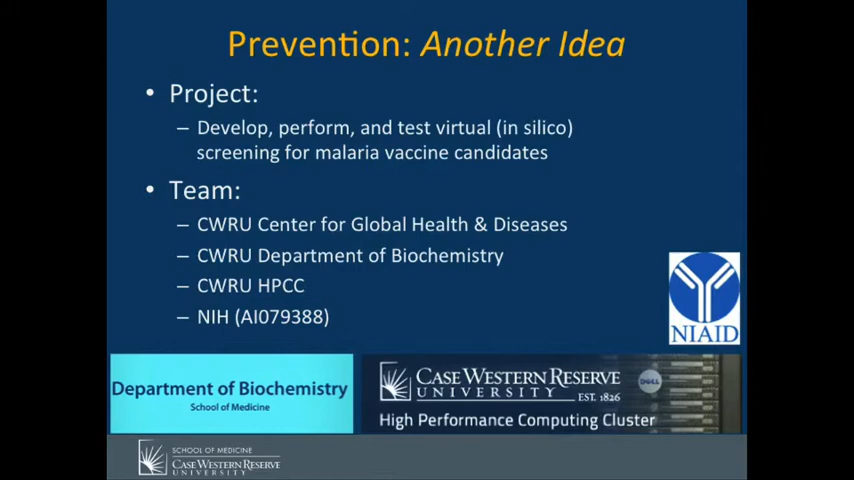 Prevention: Another Idea
• Project:
– Develop, perform, and test virtual (in silico)
screening for malaria vaccine candidates
• Team:
– CWRU Center for Global Health & Diseases
– CWRU Department of Biochemistry
– CWRU HPCC
– NIH (AI079388)
NIAID
Department of Biochemistry
School of Medicine
CASE WESTERN RESERVE
UNIVERSITY EST. 1826
DELL
High Performance Computing Cluster
SCHOOL OF MEDICINE
CASE WESTERN RESERVE
UNIVERSITY